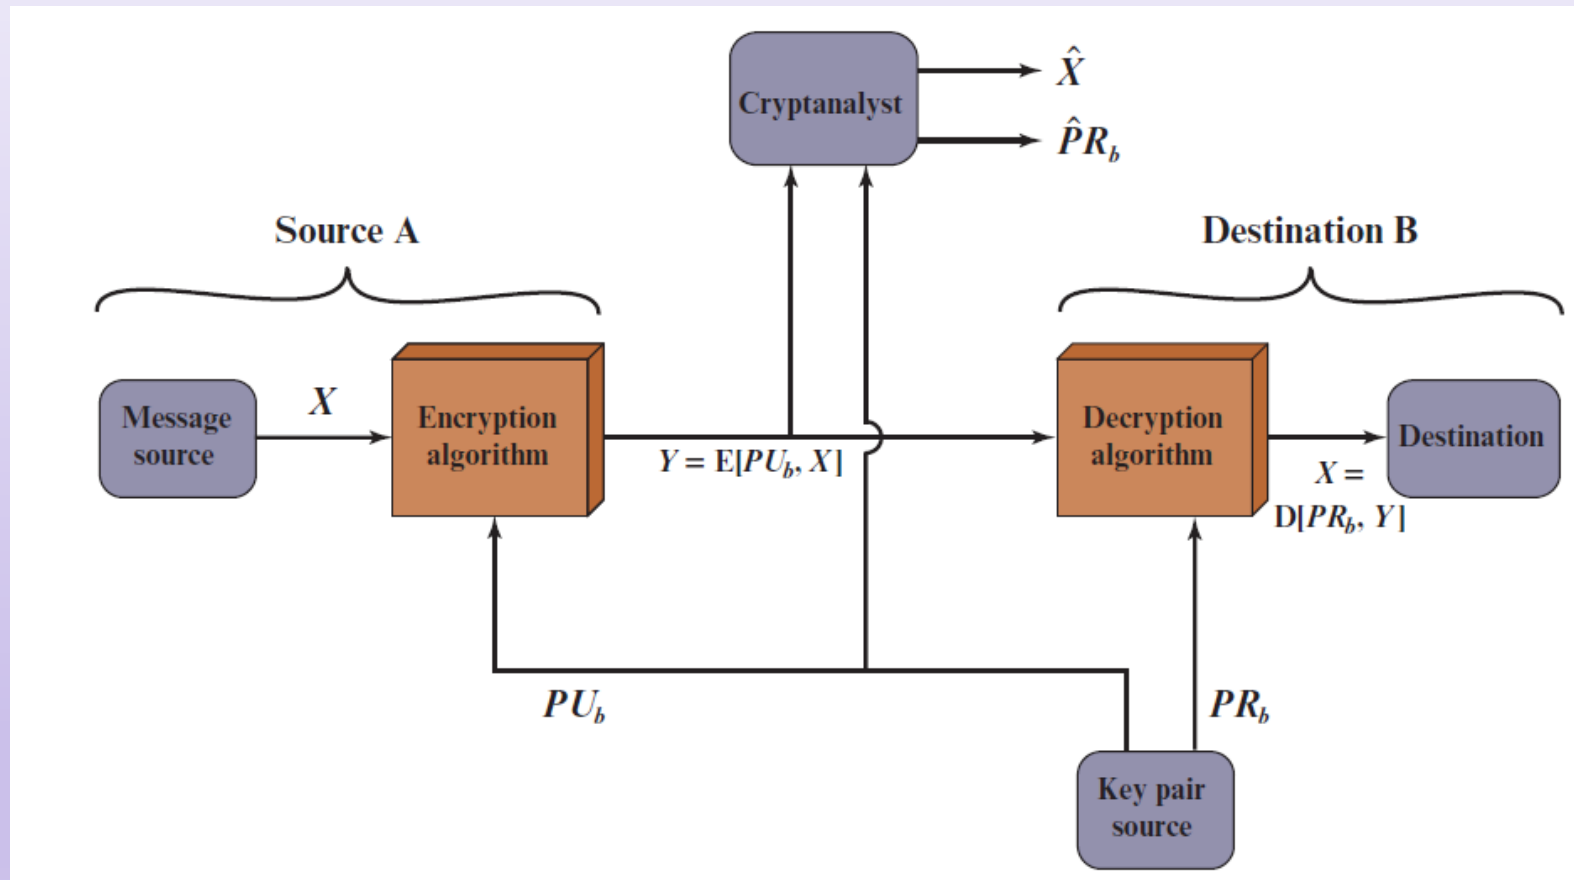 Cryptanalyst
X̂
P̂R_b
Source A
Destination B
Message
source
X
Encryption
algorithm
Y = E[PU_b, X]
Decryption
algorithm
X =
D[PR_b, Y]
Destination
PU_b
PR_b
Key pair
source